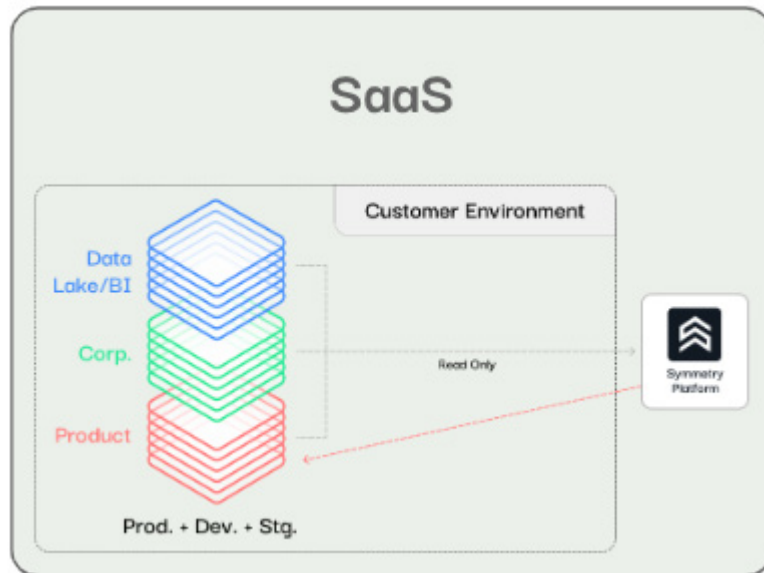 SaaS
Customer Environment
Data
Lake/BI
Corp.
Read Only
Symmetry
Platform
Product
Prod. + Dev. + Stg.